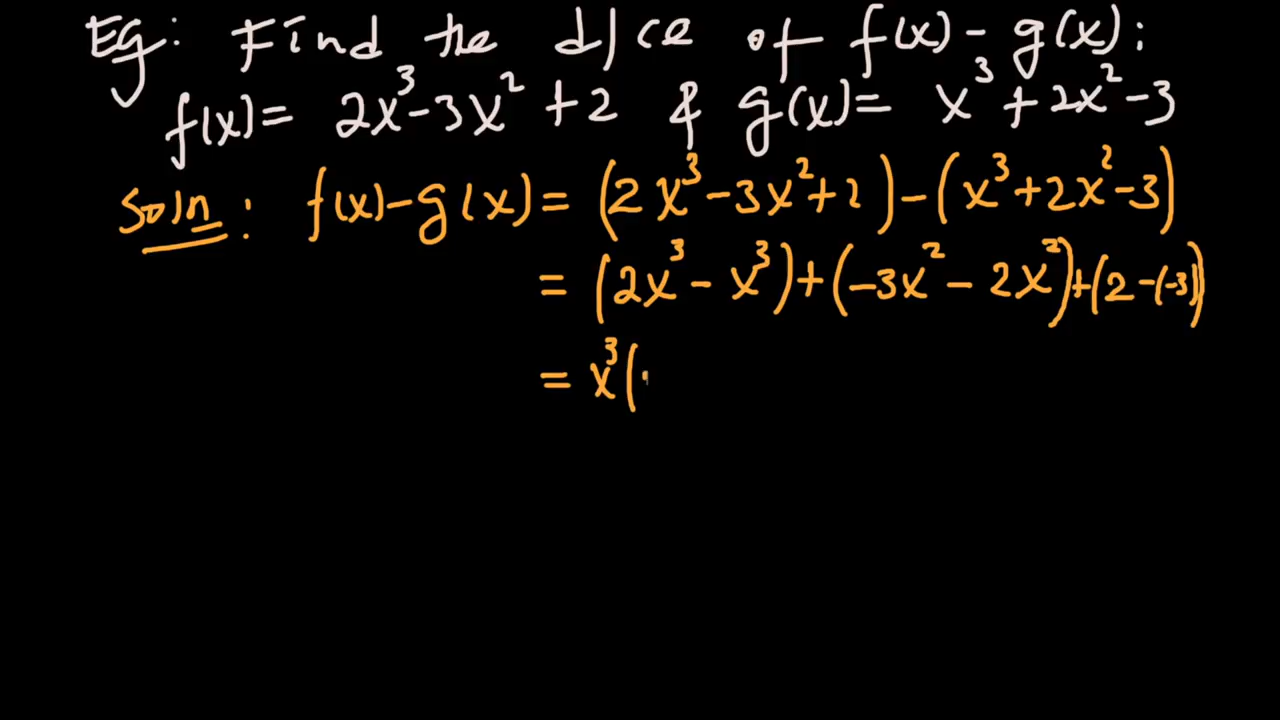 Eg: Find the d/ce of f(x) - g(x):
f(x) = 2x³ - 3x² + 2 & g(x) = x³ + 2x² - 3
Soln: f(x) - g(x) = (2x³ - 3x² + 2) - (x³ + 2x² - 3)
= (2x³ - x³) + (-3x² - 2x²) + (2 - (-3))
= x³(